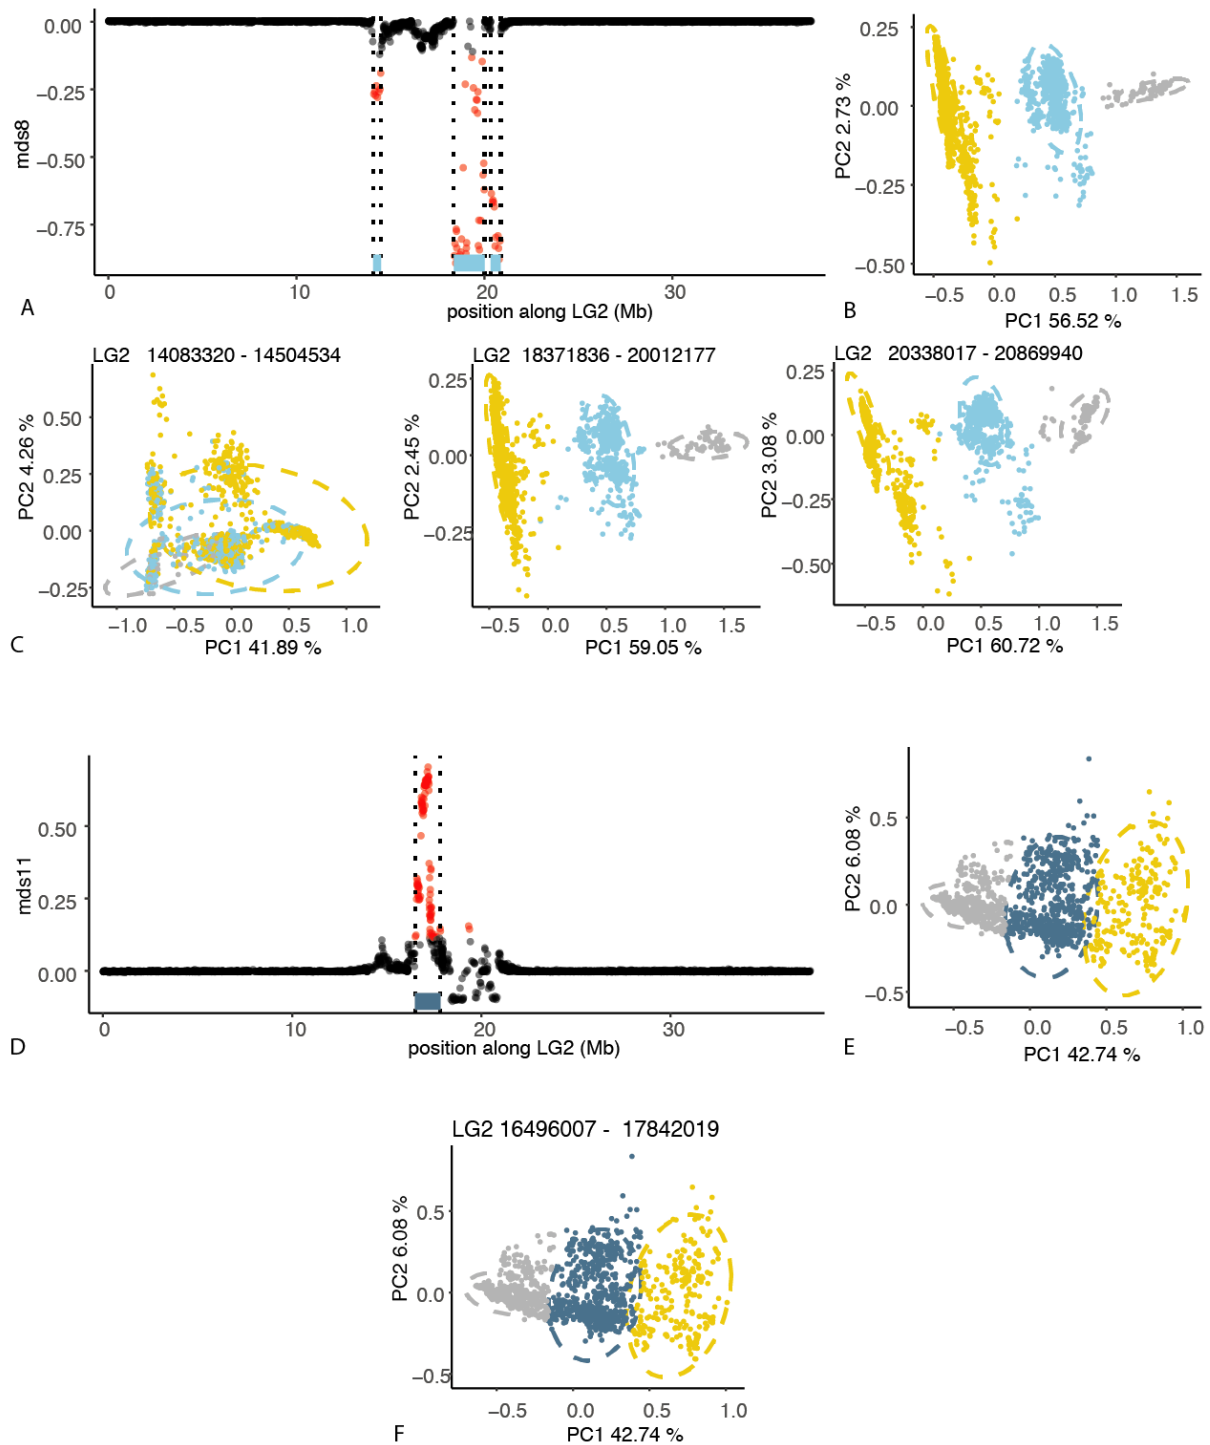 0.00
−0.25
−0.50
−0.75
mds8
0 10 20 30
position along LG2 (Mb)
A
0.25
0.00
−0.25
−0.50
PC2 2.73 %
−0.5 0.0 0.5 1.0 1.5
PC1 56.52 %
B
LG2 14083320 - 14504534
0.50
0.25
0.00
−0.25
PC2 4.26 %
−1.0 −0.5 0.0 0.5 1.0
PC1 41.89 %
C
LG2 18371836 - 20012177
0.25
0.00
−0.25
PC2 2.45 %
−0.5 0.0 0.5 1.0 1.5
PC1 59.05 %
LG2 20338017 - 20869940
0.25
0.00
−0.25
−0.50
PC2 3.08 %
−0.5 0.0 0.5 1.0 1.5
PC1 60.72 %
0.50
0.25
0.00
mds11
0 10 20 30
position along LG2 (Mb)
D
0.5
0.0
−0.5
PC2 6.08 %
−0.5 0.0 0.5 1.0
PC1 42.74 %
E
LG2 16496007 - 17842019
0.5
0.0
−0.5
PC2 6.08 %
−0.5 0.0 0.5 1.0
PC1 42.74 %
F